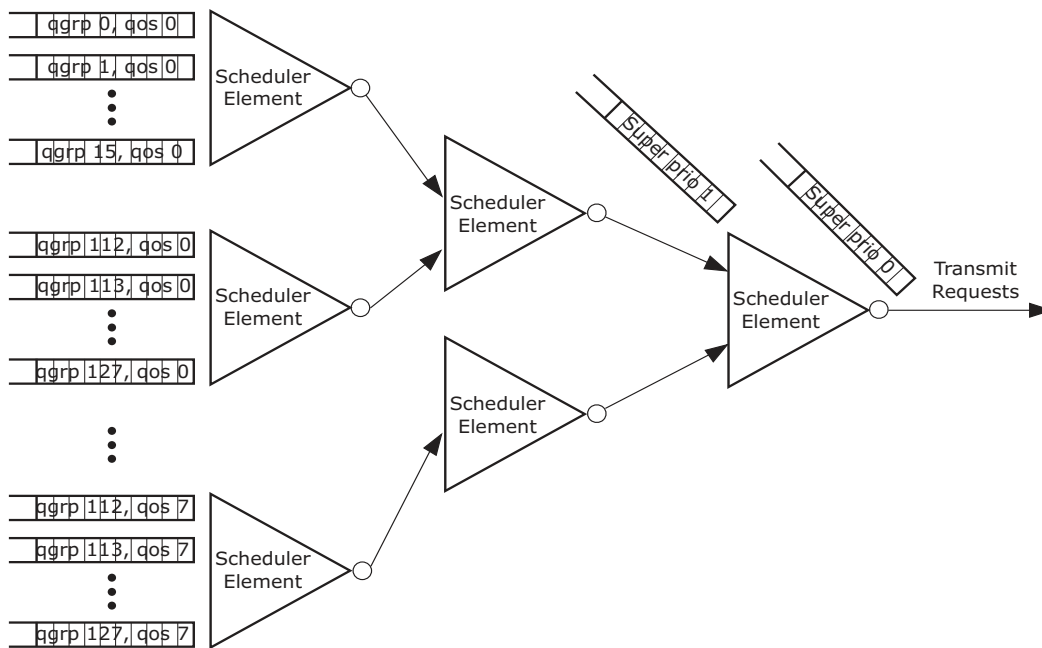 qgrp 0, qos 0
qgrp 1, qos 0
qgrp 15, qos 0
Scheduler
Element
qgrp 112, qos 0
qgrp 113, qos 0
qgrp 127, qos 0
Scheduler
Element
qgrp 112, qos 7
qgrp 113, qos 7
qgrp 127, qos 7
Scheduler
Element
Scheduler
Element
Scheduler
Element
Super prio 1
Super prio 0
Scheduler
Element
Transmit
Requests